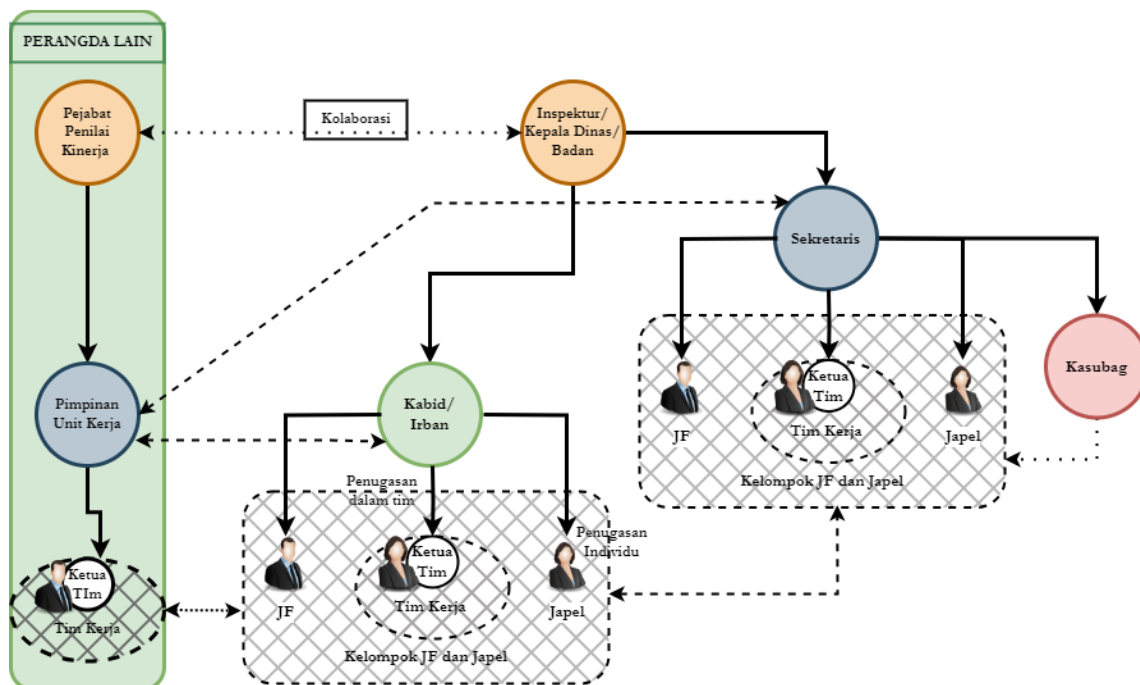 PERANGDA LAIN
Pejabat
Penilai
Kinerja
Kolaborasi
Inspektur/
Kepala Dinas/
Badan
Sekretaris
Kasubag
Ketua
Tim
Tim Kerja
JF
Japel
Kelompok JF dan Japel
Pimpinan
Unit Kerja
Kabid/
Irban
Penugasan
dalam tim
Penugasan
Individu
Ketua
TIm
Tim Kerja
Ketua
Tim
Tim Kerja
JF
Japel
Kelompok JF dan Japel